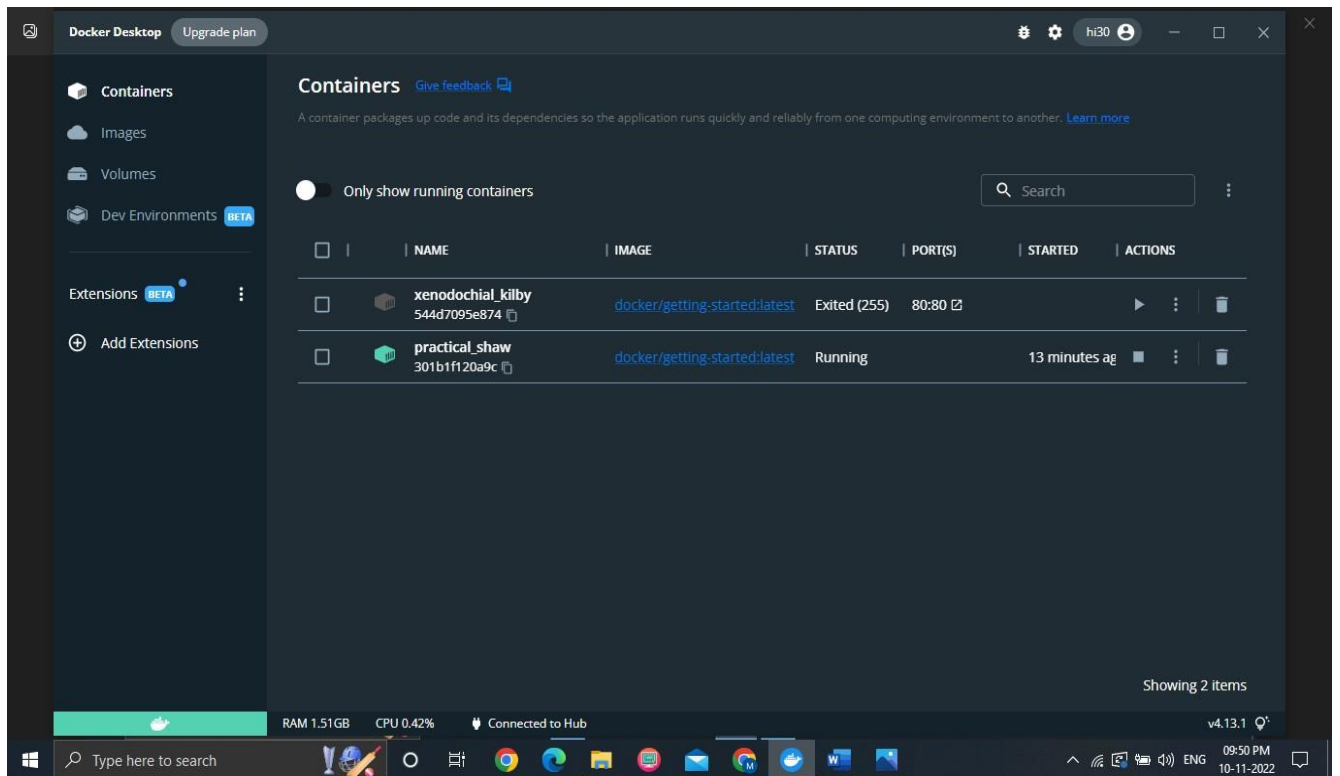 Docker Desktop Upgrade plan hi30
Containers
Images
Volumes
Dev Environments BETA
Extensions BETA
Add Extensions
Containers Give feedback
A container packages up code and its dependencies so the application runs quickly and reliably from one computing environment to another. Learn more
Only show running containers Search
NAME IMAGE STATUS PORT(S) STARTED ACTIONS
xenodochial_kilby docker/getting-started:latest Exited (255) 80:80
544d7095e874
practical_shaw docker/getting-started:latest Running 13 minutes ag
301b1f120a9c
Showing 2 items
RAM 1.51GB CPU 0.42% Connected to Hub v4.13.1
Type here to search ENG 09:50 PM
10-11-2022